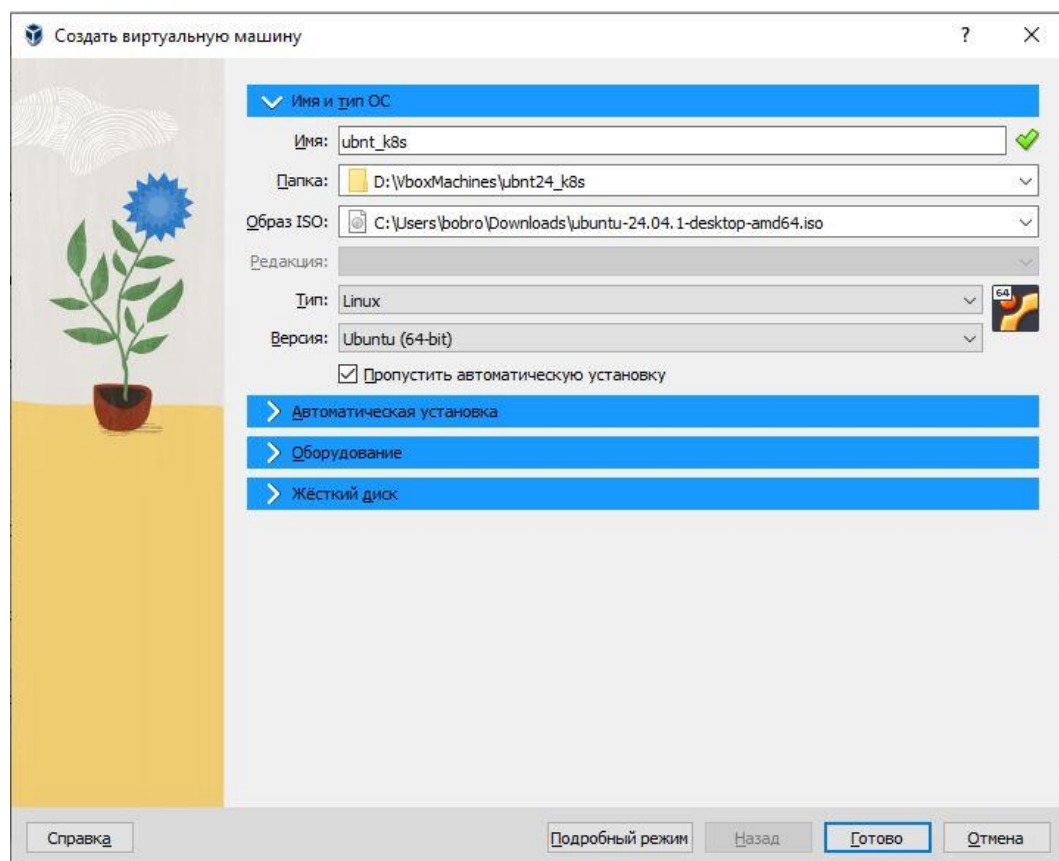 Создать виртуальную машину ?
Имя и тип ОС
Имя: ubnt_k8s
Папка: D:\VboxMachines\ubnt24_k8s
Образ ISO: C:\Users\bobro\Downloads\ubuntu-24.04.1-desktop-amd64.iso
Редакция:
Тип: Linux
64
Версия: Ubuntu (64-bit)
Пропустить автоматическую установку
Автоматическая установка
Оборудование
Жёсткий диск
Справка Подробный режим Назад Готово Отмена